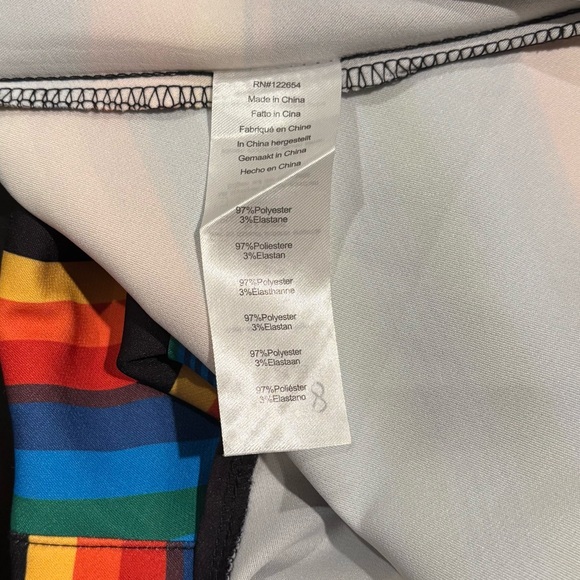 RN#122654
Made in China
Fatto in Cina
Fabriqué en Chine
In China hergestellt
Gemaakt in China
Hecho en China
97%Polyester
3%Elastane
97%Poliestere
3%Elastan
97%Polyester
3%Elasthanne
97%Polyester
3%Elastan
97%Polyester
3%Elastaan
97%Poliéster
3%Elastano
8